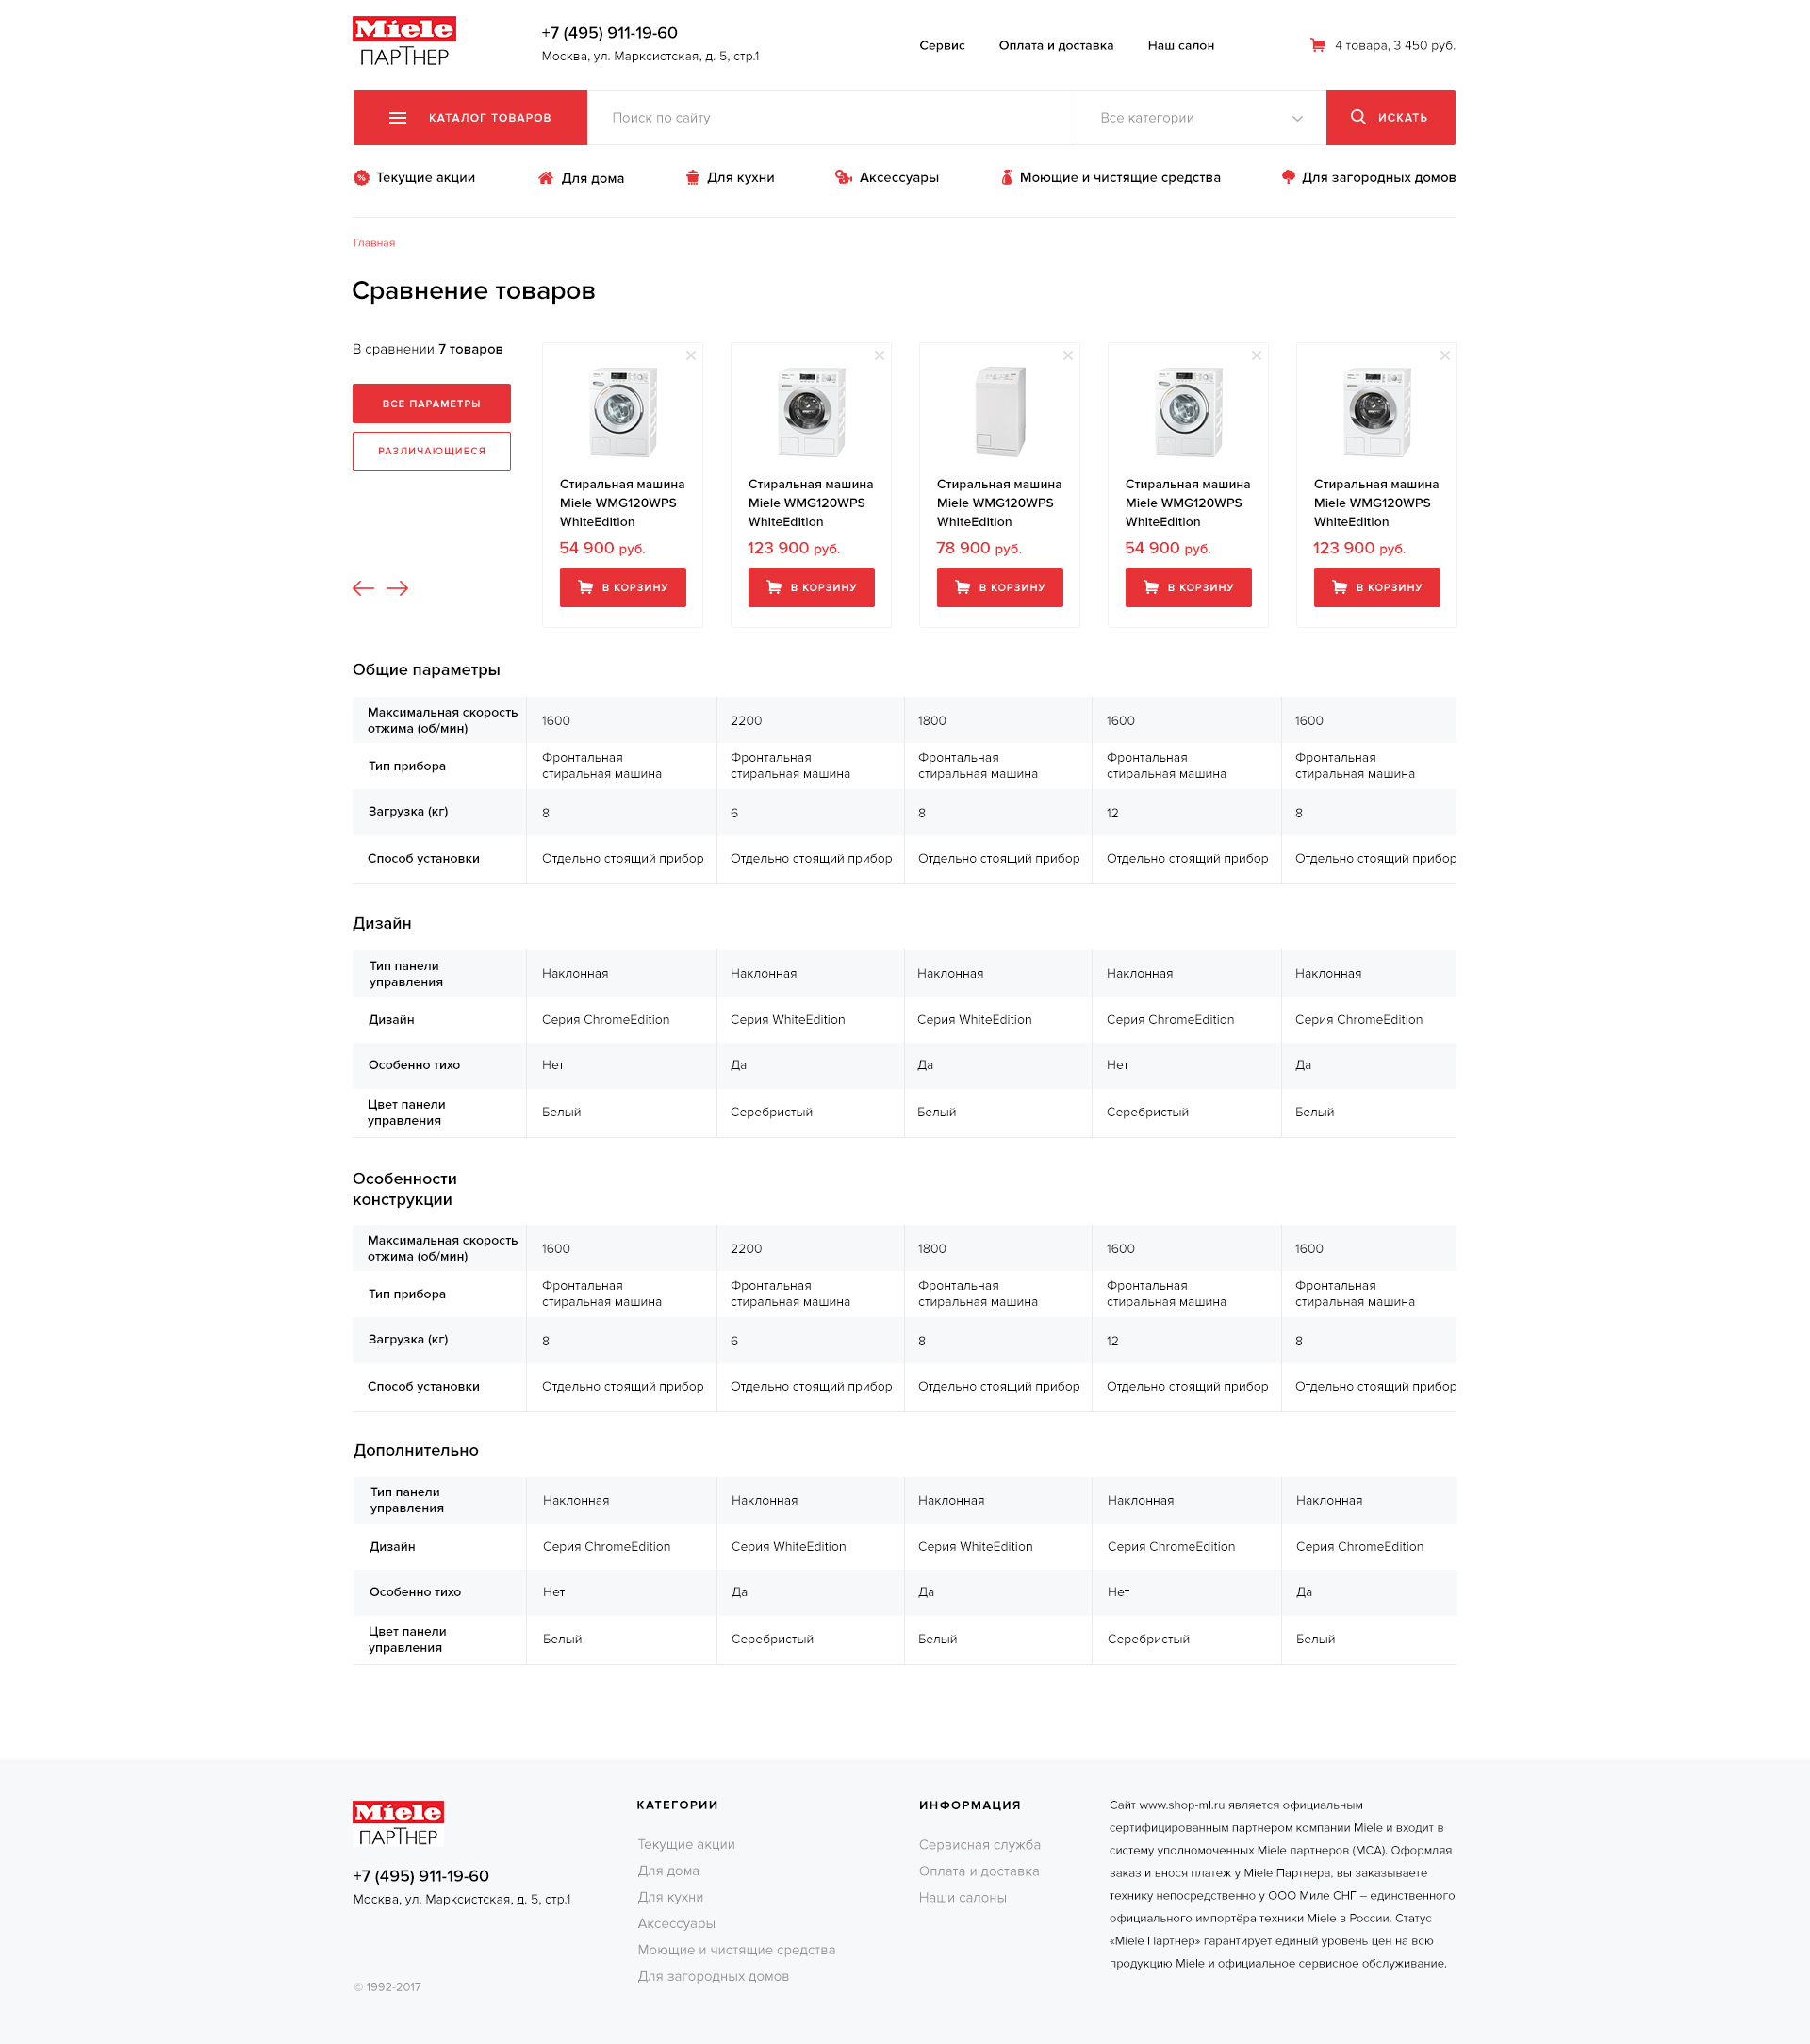 Miele
ПАРТНЕР
+7 (495) 911-19-60
Москва, ул. Марксистская, д. 5, стр.1
Сервис Оплата и доставка Наш салон
4 товара, 3 450 руб.
КАТАЛОГ ТОВАРОВ Поиск по сайту Все категории ИСКАТЬ
Текущие акции Для дома Для кухни Аксессуары Моющие и чистящие средства Для загородных домов
Главная
Сравнение товаров
В сравнении 7 товаров
ВСЕ ПАРАМЕТРЫ
РАЗЛИЧАЮЩИЕСЯ
Стиральная машина
Miele WMG120WPS
WhiteEdition
54 900 руб.
В КОРЗИНУ
Стиральная машина
Miele WMG120WPS
WhiteEdition
123 900 руб.
В КОРЗИНУ
Стиральная машина
Miele WMG120WPS
WhiteEdition
78 900 руб.
В КОРЗИНУ
Стиральная машина
Miele WMG120WPS
WhiteEdition
54 900 руб.
В КОРЗИНУ
Стиральная машина
Miele WMG120WPS
WhiteEdition
123 900 руб.
В КОРЗИНУ
Общие параметры
Максимальная скорость
отжима (об/мин)
1600 2200 1800 1600 1600
Тип прибора
Фронтальная Фронтальная Фронтальная Фронтальная Фронтальная
стиральная машина стиральная машина стиральная машина стиральная машина стиральная машина
Загрузка (кг) 8 6 8 12 8
Способ установки Отдельно стоящий прибор Отдельно стоящий прибор Отдельно стоящий прибор Отдельно стоящий прибор Отдельно стоящий прибор
Дизайн
Тип панели
управления
Наклонная Наклонная Наклонная Наклонная Наклонная
Дизайн Серия ChromeEdition Серия WhiteEdition Серия WhiteEdition Серия ChromeEdition Серия ChromeEdition
Особенно тихо Нет Да Да Нет Да
Цвет панели
управления
Белый Серебристый Белый Серебристый Белый
Особенности
конструкции
Максимальная скорость
отжима (об/мин)
1600 2200 1800 1600 1600
Тип прибора
Фронтальная Фронтальная Фронтальная Фронтальная Фронтальная
стиральная машина стиральная машина стиральная машина стиральная машина стиральная машина
Загрузка (кг) 8 6 8 12 8
Способ установки Отдельно стоящий прибор Отдельно стоящий прибор Отдельно стоящий прибор Отдельно стоящий прибор Отдельно стоящий прибор
Дополнительно
Тип панели
управления
Наклонная Наклонная Наклонная Наклонная Наклонная
Дизайн Серия ChromeEdition Серия WhiteEdition Серия WhiteEdition Серия ChromeEdition Серия ChromeEdition
Особенно тихо Нет Да Да Нет Да
Цвет панели
управления
Белый Серебристый Белый Серебристый Белый
Miele
ПАРТНЕР
+7 (495) 911-19-60
Москва, ул. Марксистская, д. 5, стр.1
© 1992-2017
КАТЕГОРИИ
Текущие акции
Для дома
Для кухни
Аксессуары
Моющие и чистящие средства
Для загородных домов
ИНФОРМАЦИЯ
Сервисная служба
Оплата и доставка
Наши салоны
Сайт www.shop-ml.ru является официальным
сертифицированным партнером компании Miele и входит в
систему уполномоченных Miele партнеров (МСА). Оформляя
заказ и внося платеж у Miele Партнера, вы заказываете
технику непосредственно у ООО Миле СНГ – единственного
официального импортёра техники Miele в России. Статус
«Miele Партнер» гарантирует единый уровень цен на всю
продукцию Miele и официальное сервисное обслуживание.